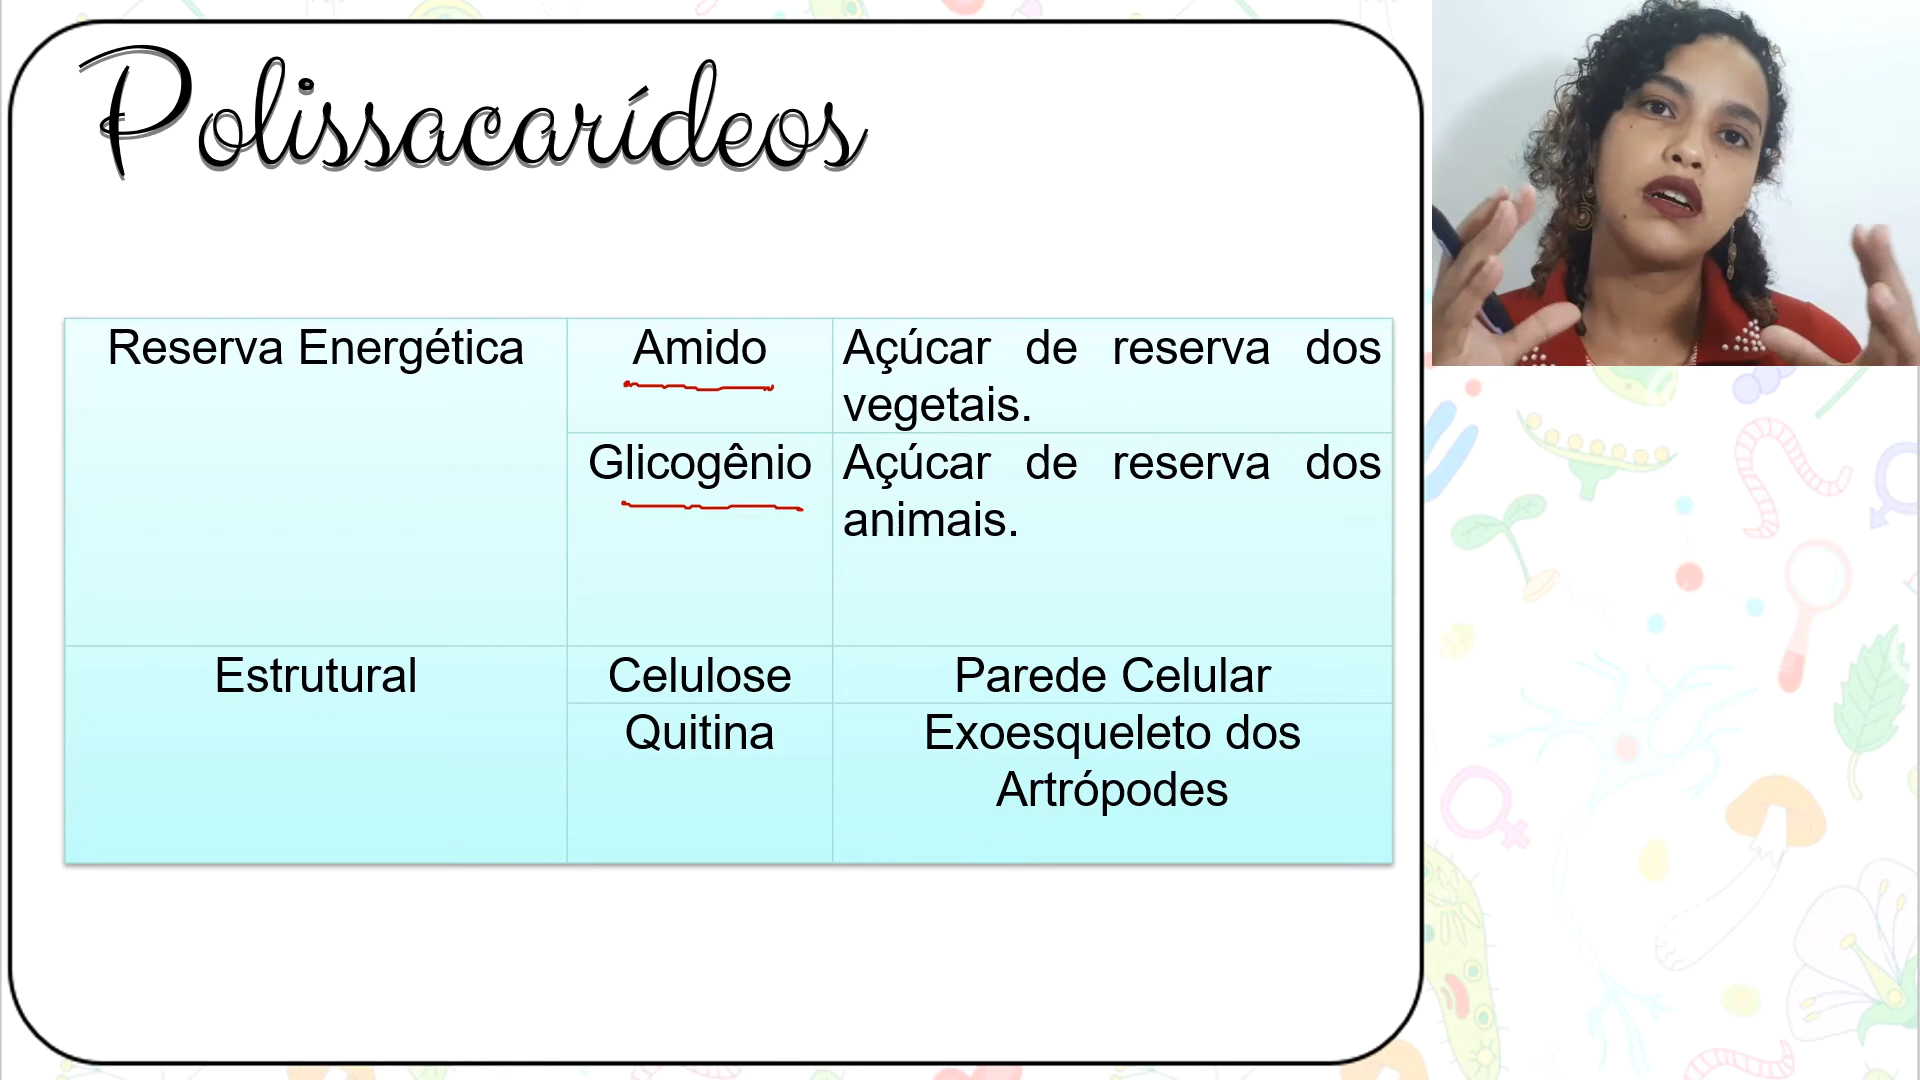 Polissacarídeos
Reserva Energética
Amido
Açúcar de reserva dos
vegetais.
Glicogênio
Açúcar de reserva dos
animais.
Estrutural
Celulose
Parede Celular
Quitina
Exoesqueleto dos
Artrópodes